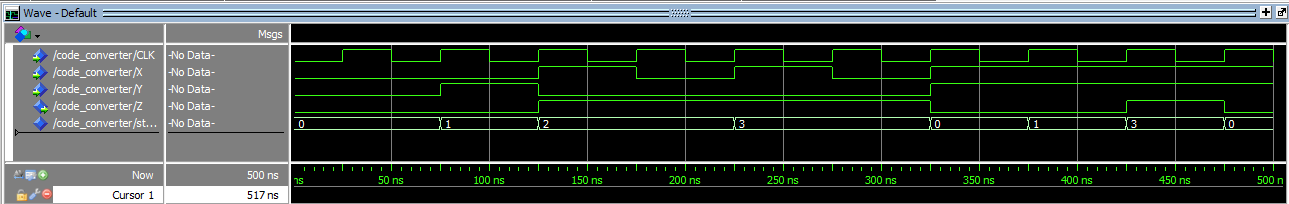 Wave - Default
Msgs
/code_converter/CLK -No Data-
/code_converter/X -No Data-
/code_converter/Y -No Data-
/code_converter/Z -No Data-
/code_converter/st... -No Data- 0 1 2 3 0 1 3 0
Now 500 ns ns 50 ns 100 ns 150 ns 200 ns 250 ns 300 ns 350 ns 400 ns 450 ns 500 n
Cursor 1 517 ns